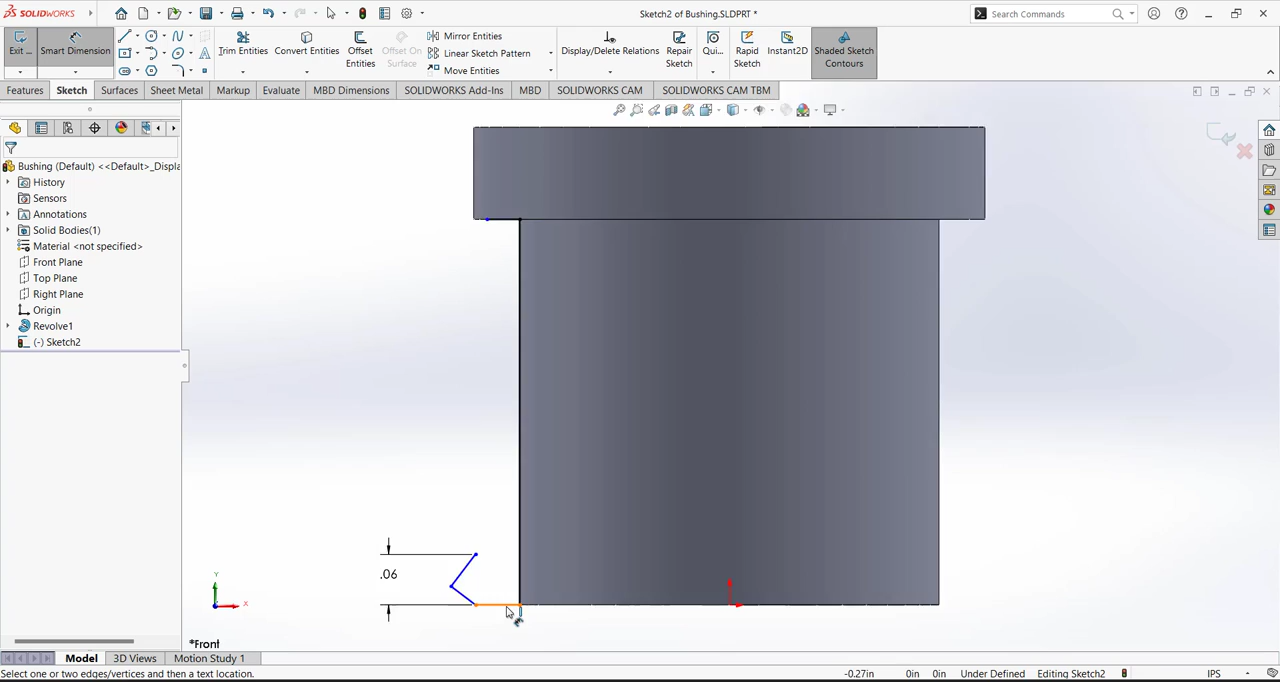 SOLIDWORKS
Sketch2 of Bushing.SLDPRT *
Search Commands
Exit ...
Smart Dimension
Trim Entities
Convert Entities
Offset Entities
Offset On Surface
Mirror Entities
Linear Sketch Pattern
Move Entities
Display/Delete Relations
Repair Sketch
Qui...
Rapid Sketch
Instant2D
Shaded Sketch Contours
Features
Sketch
Surfaces
Sheet Metal
Markup
Evaluate
MBD Dimensions
SOLIDWORKS Add-Ins
MBD
SOLIDWORKS CAM
SOLIDWORKS CAM TBM
Bushing (Default) <<Default>_Displa
History
Sensors
Annotations
Solid Bodies(1)
Material <not specified>
Front Plane
Top Plane
Right Plane
Origin
Revolve1
(-) Sketch2
.06
Y
X
*Front
Model
3D Views
Motion Study 1
Select one or two edges/vertices and then a text location.
-0.27in
0in
0in
Under Defined
Editing Sketch2
IPS